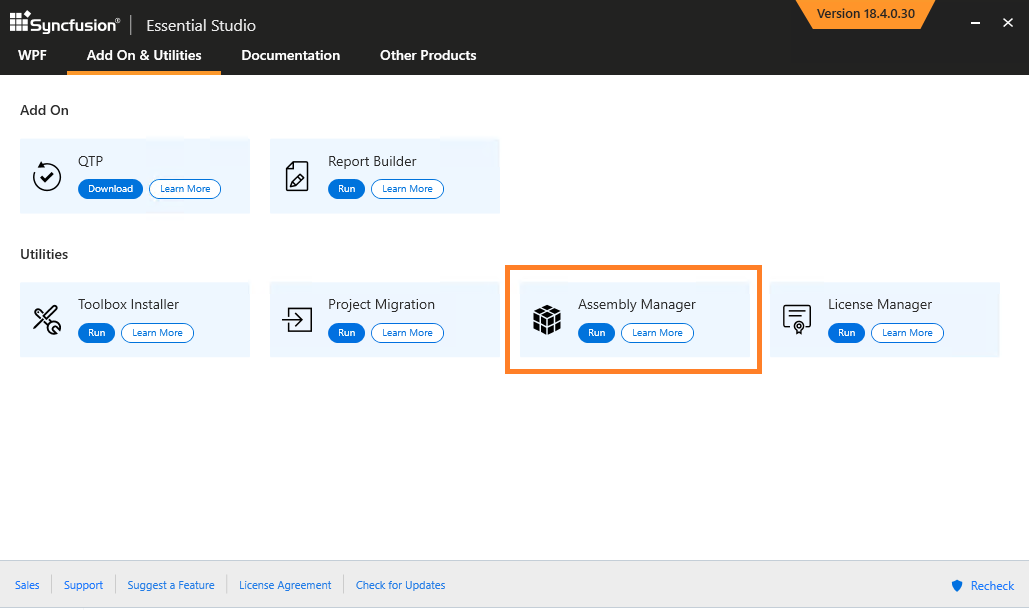 Syncfusion® | Essential Studio
Version 18.4.0.30
WPF Add On & Utilities Documentation Other Products
Add On
QTP
Download Learn More
Report Builder
Run Learn More
Utilities
Toolbox Installer
Run Learn More
Project Migration
Run Learn More
Assembly Manager
Run Learn More
License Manager
Run Learn More
Sales Support Suggest a Feature License Agreement Check for Updates Recheck